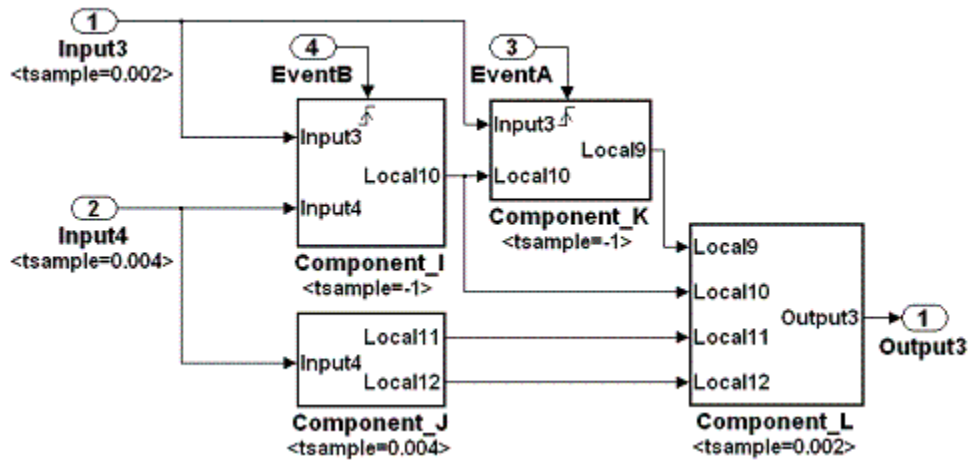 1
Input3
<tsample=0.002>
4
EventB
3
EventA
Input3
Local10
Input4
Component_I
<tsample=-1>
Input3
Local9
Local10
Component_K
<tsample=-1>
2
Input4
<tsample=0.004>
Input4
Local11
Local12
Component_J
<tsample=0.004>
Local9
Local10
Local11
Local12
Output3
Component_L
<tsample=0.002>
1
Output3